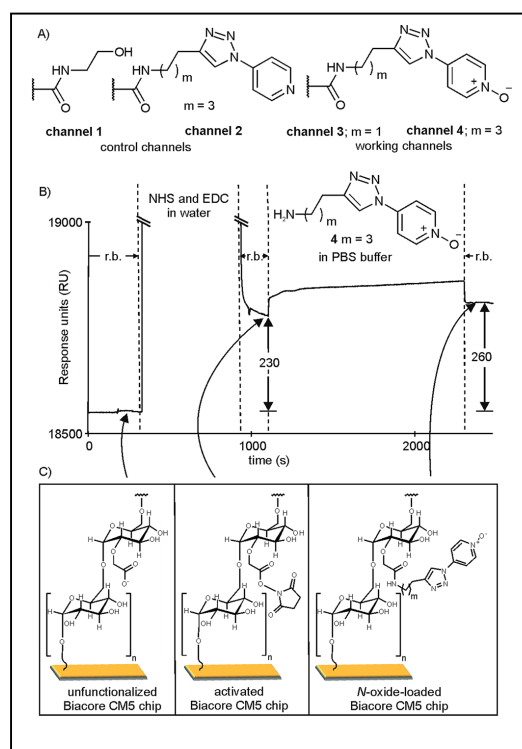 A)
OH
N N
H H H
N N N N
N N
N N
( )m ( )m
O m = 3 N O N+ O−
channel 1 channel 2 channel 3; m = 1 channel 4; m = 3
control channels working channels
B)
NHS and EDC
in water
19000
r.b. r.b. r.b.
H2N ( )m N N N N+ O−
4 m = 3
in PBS buffer
Response units (RU)
230 260
18500
0 1000 2000
time (s)
C)
unfunctionalized
Biacore CM5 chip
activated
Biacore CM5 chip
N-oxide-loaded
Biacore CM5 chip